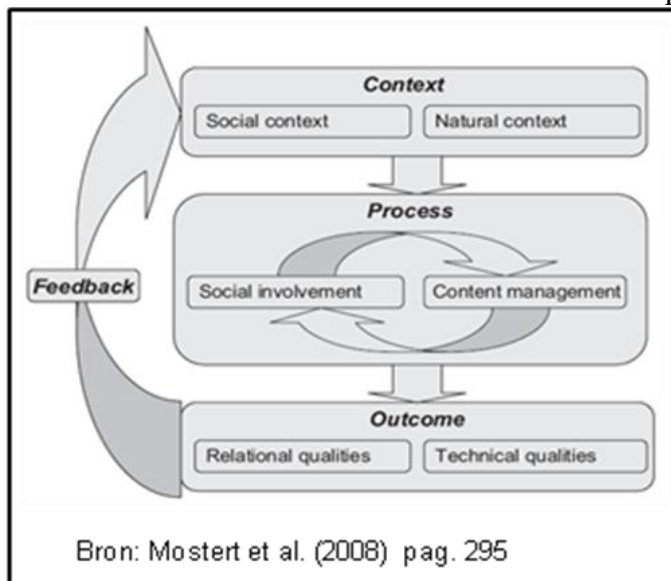 Context
Social context Natural context
Process
Feedback
Social involvement Content management
Outcome
Relational qualities Technical qualities
Bron: Mostert et al. (2008) pag. 295